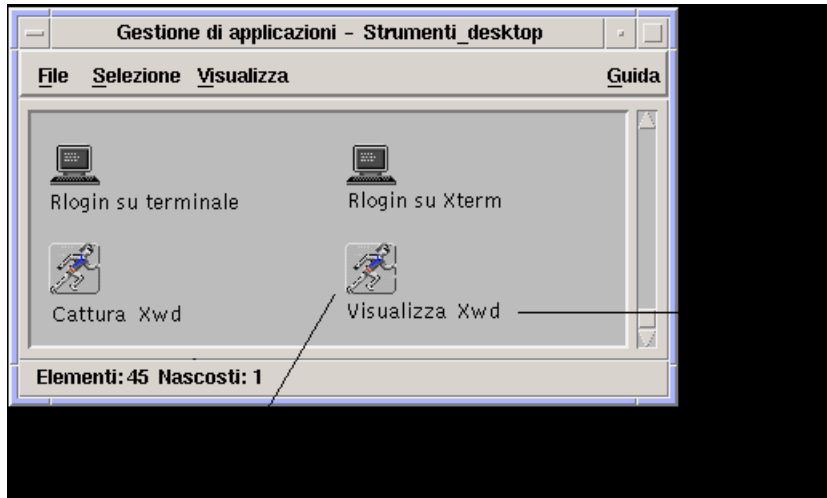 Gestione di applicazioni - Strumenti_desktop
File Selezione Visualizza Guida
Rlogin su terminale Rlogin su Xterm
Cattura Xwd Visualizza Xwd
Elementi: 45 Nascosti: 1